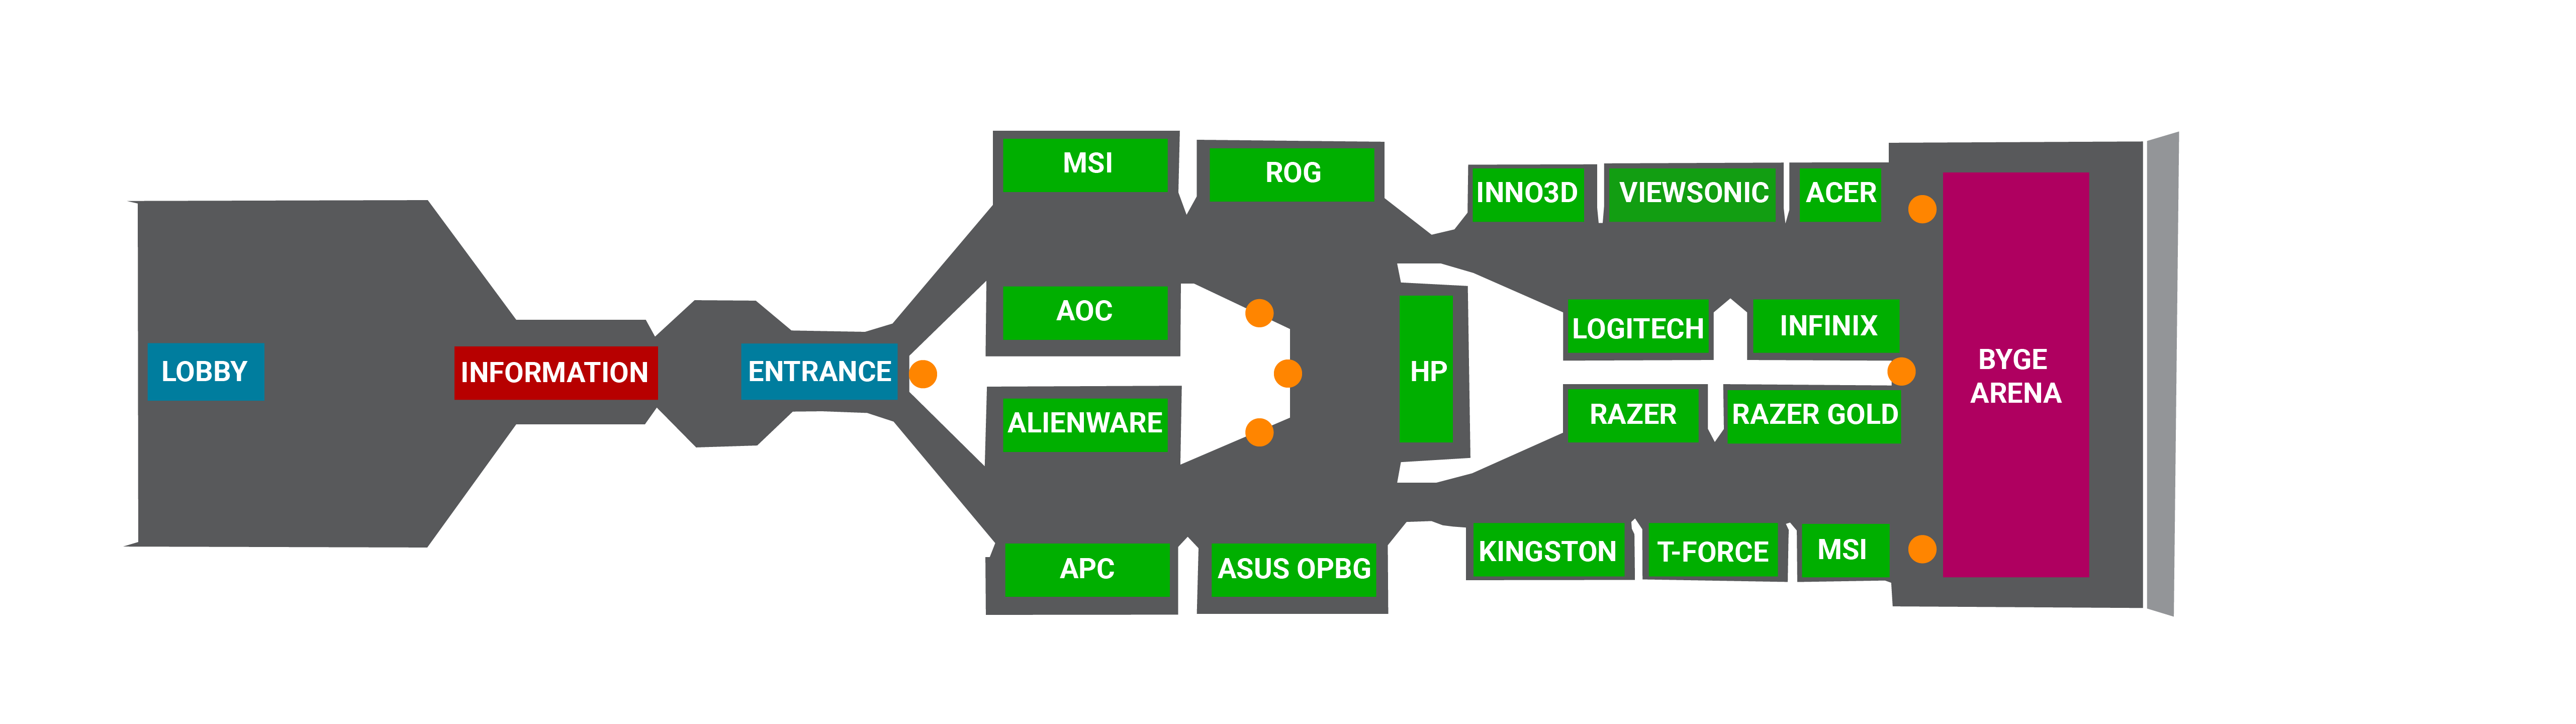 LOBBY
INFORMATION
ENTRANCE
MSI
ROG
AOC
ALIENWARE
APC
ASUS OPBG
HP
INNO3D
VIEWSONIC
ACER
LOGITECH
INFINIX
RAZER
RAZER GOLD
KINGSTON
T-FORCE
MSI
BYGE
ARENA